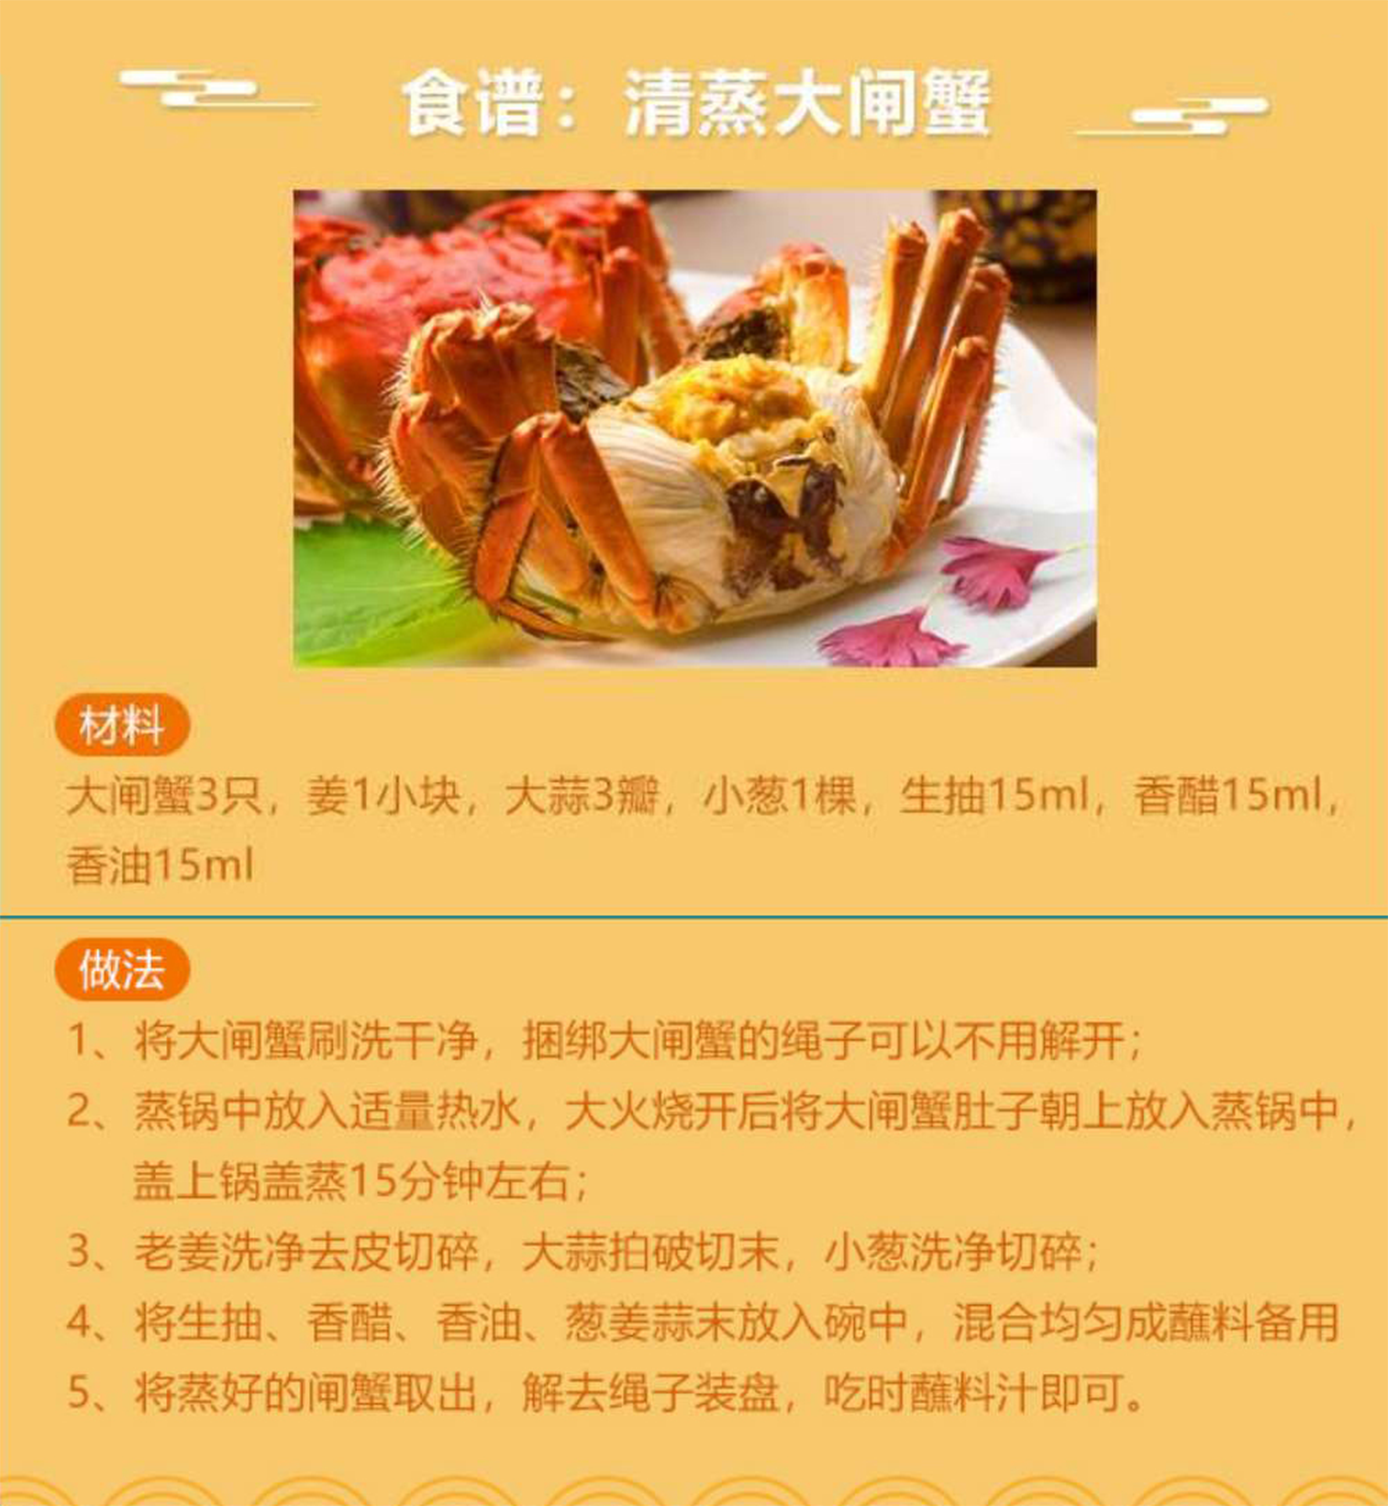 食谱：清蒸大闸蟹
材料
大闸蟹3只，姜1小块，大蒜3瓣，小葱1棵，生抽15ml，香醋15ml，
香油15ml
做法
1、将大闸蟹刷洗干净，捆绑大闸蟹的绳子可以不用解开；
2、蒸锅中放入适量热水，大火烧开后将大闸蟹肚子朝上放入蒸锅中，
盖上锅盖蒸15分钟左右；
3、老姜洗净去皮切碎，大蒜拍破切末，小葱洗净切碎；
4、将生抽、香醋、香油、葱姜蒜末放入碗中，混合均匀成蘸料备用
5、将蒸好的闸蟹取出，解去绳子装盘，吃时蘸料汁即可。